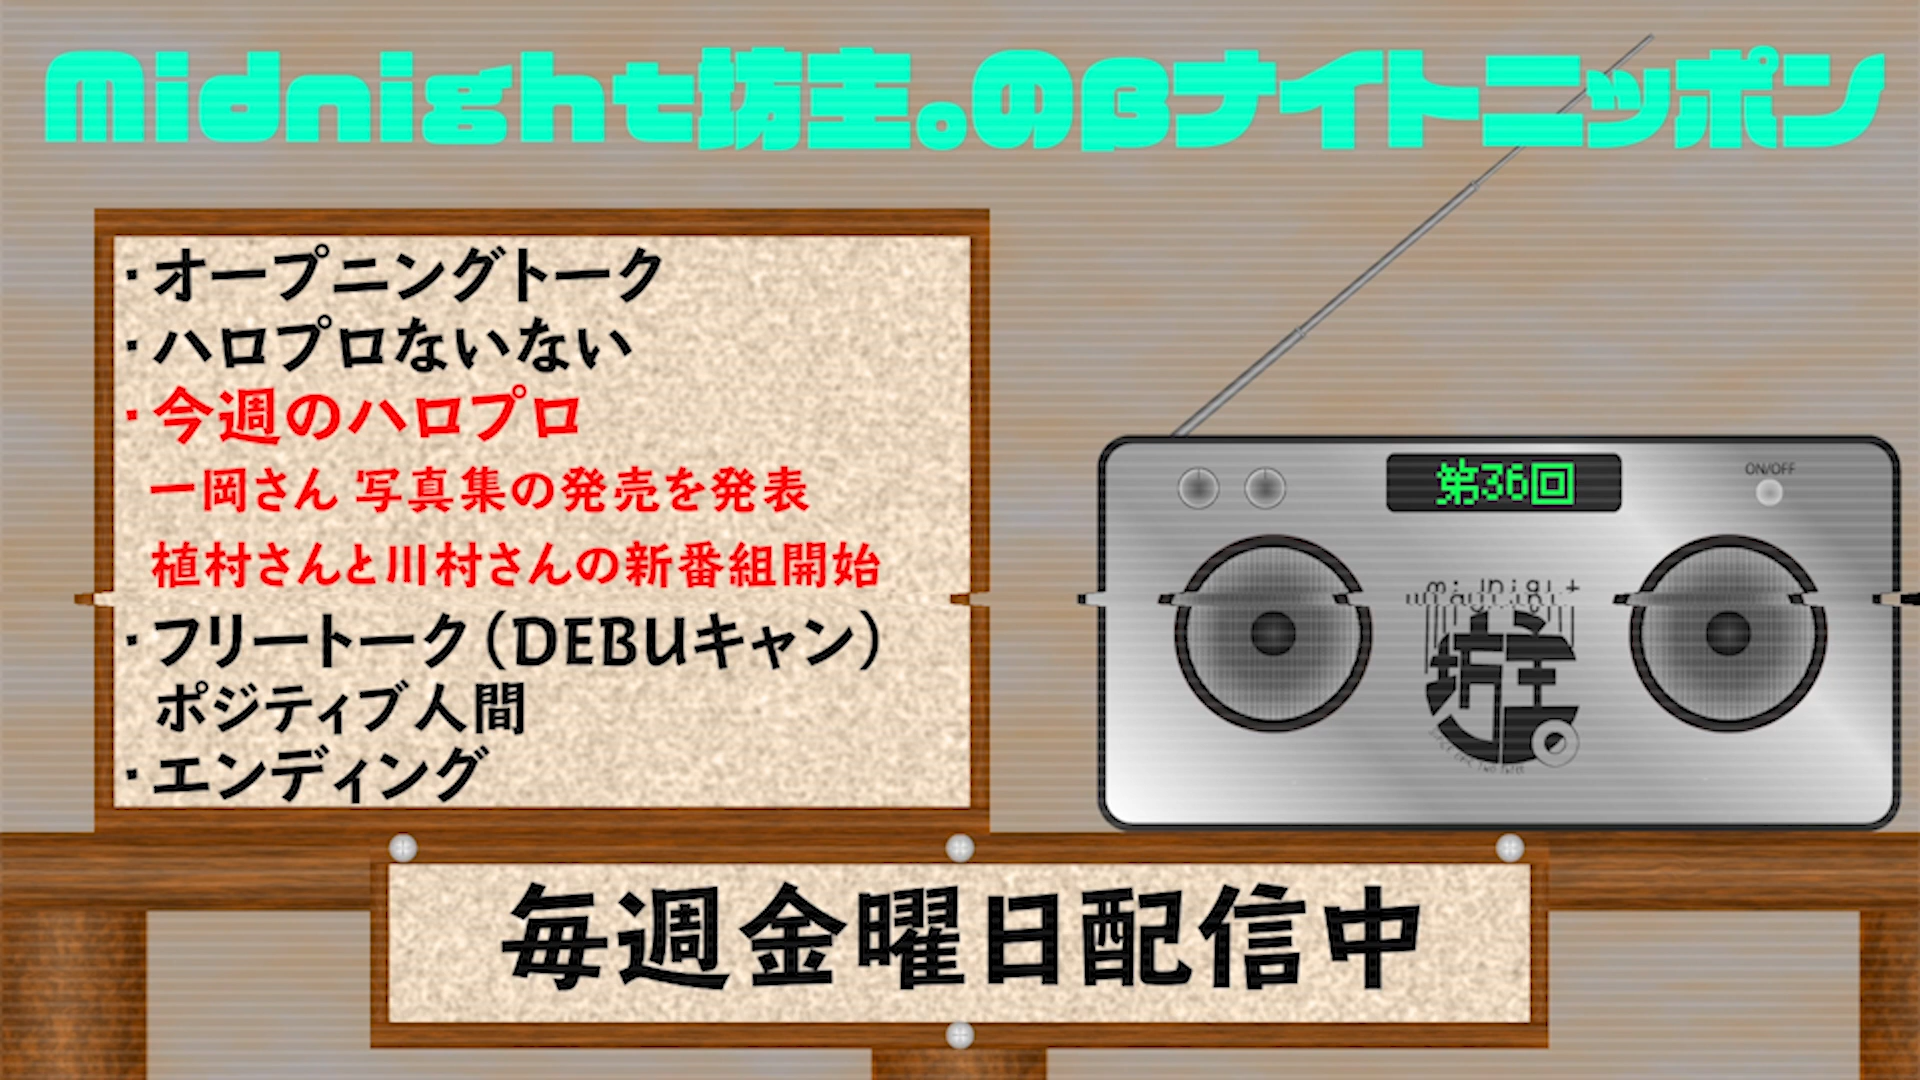 Midnight坊主。のβナイトニッポン
・オープニングトーク
・ハロプロないない
・今週のハロプロ
一岡さん 写真集の発売を発表
植村さんと川村さんの新番組開始
・フリートーク（DEBUキャン）
ポジティブ人間
・エンディング
第36回
ON/OFF
坊主。
毎週金曜日配信中